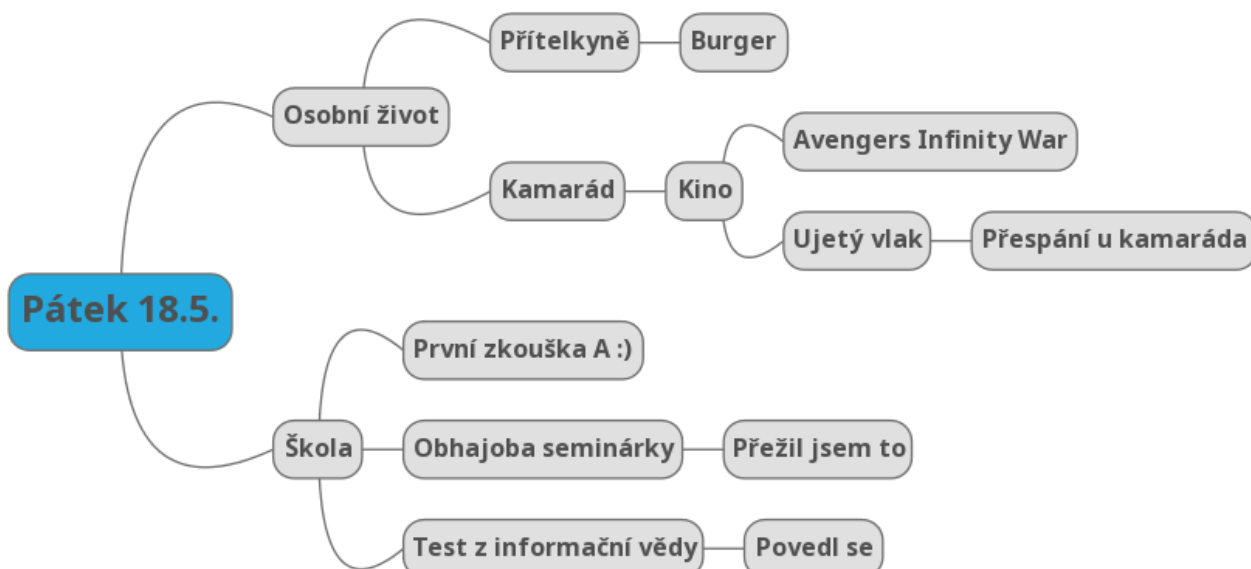 Pátek 18.5.
Osobní život
Přítelkyně
Burger
Kamarád
Kino
Avengers Infinity War
Ujetý vlak
Přespání u kamaráda
Škola
První zkouška A :)
Obhajoba seminárky
Přežil jsem to
Test z informační vědy
Povedl se